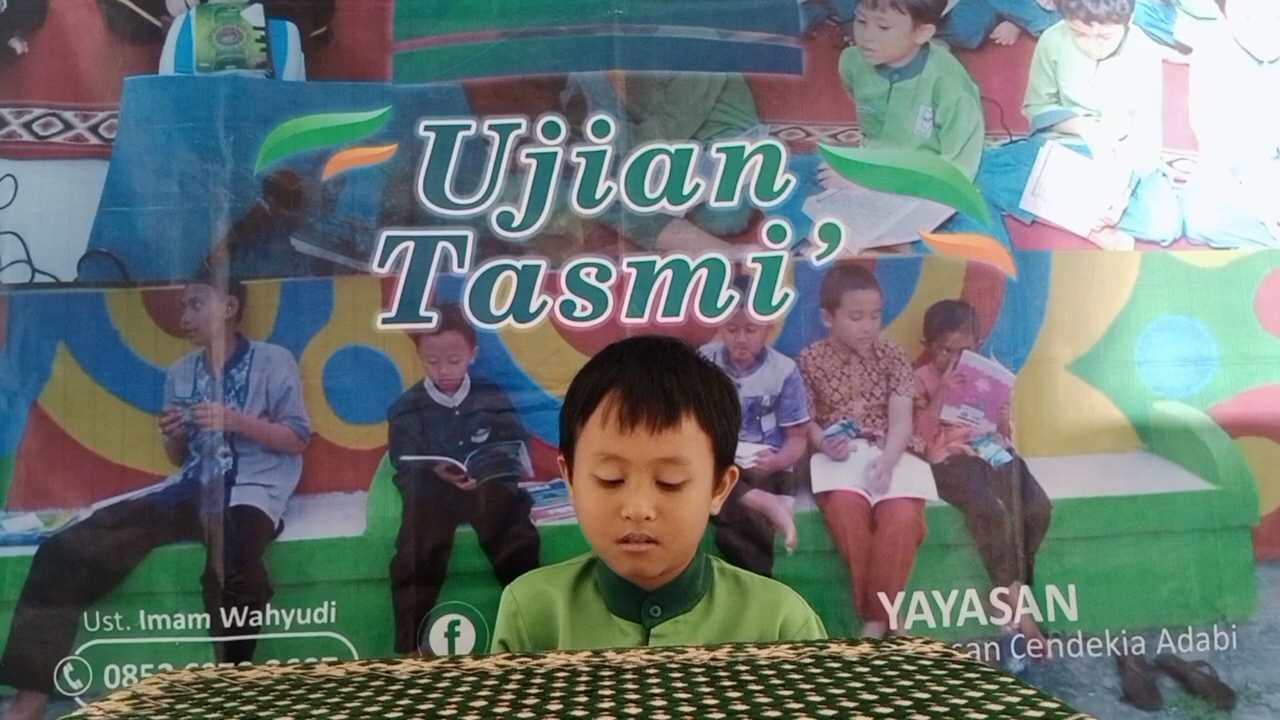 Ujian
Tasmi'
Ust. Imam Wahyudi
f
YAYASAN
Cendekia Adabi